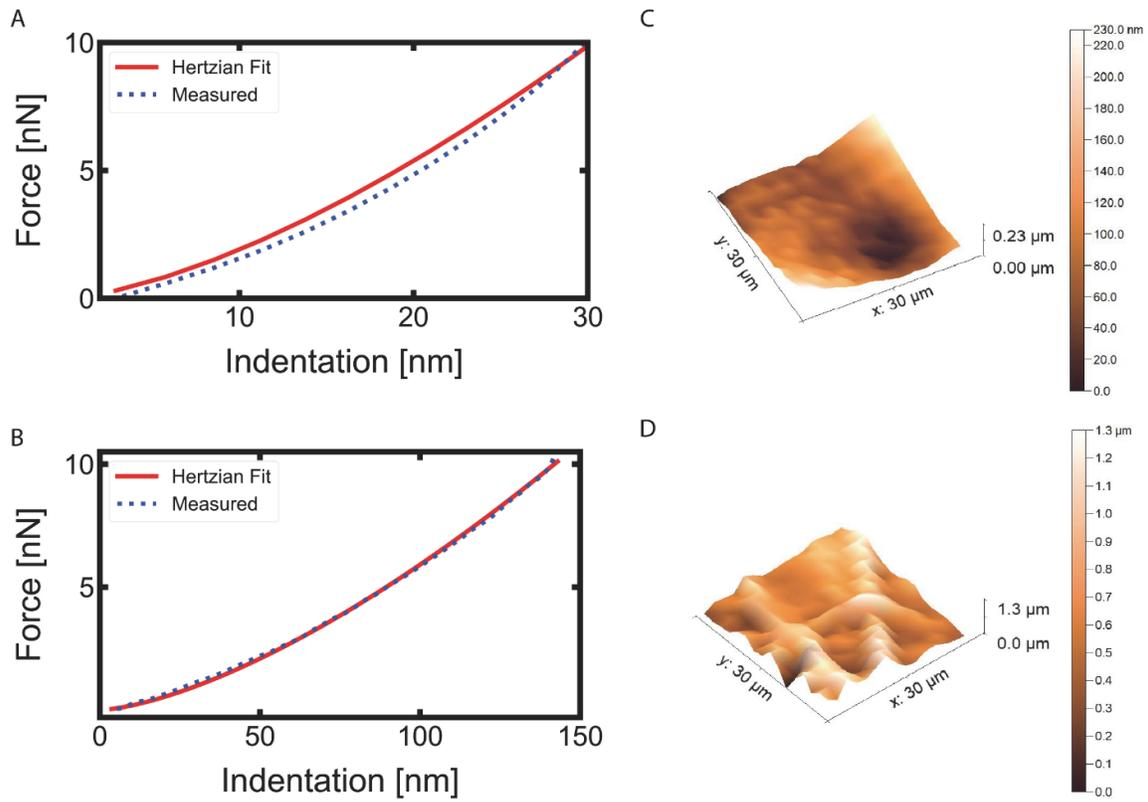 A
10
5
0
Force [nN]
Hertzian Fit
Measured
10
20
30
Indentation [nm]
C
y: 30 µm
x: 30 µm
0.23 µm
0.00 µm
230.0 nm
220.0
200.0
180.0
160.0
140.0
120.0
100.0
80.0
60.0
40.0
20.0
0.0
B
10
5
Force [nN]
Hertzian Fit
Measured
0
50
100
150
Indentation [nm]
D
y: 30 µm
x: 30 µm
1.3 µm
0.0 µm
1.3 µm
1.2
1.1
1.0
0.9
0.8
0.7
0.6
0.5
0.4
0.3
0.2
0.1
0.0